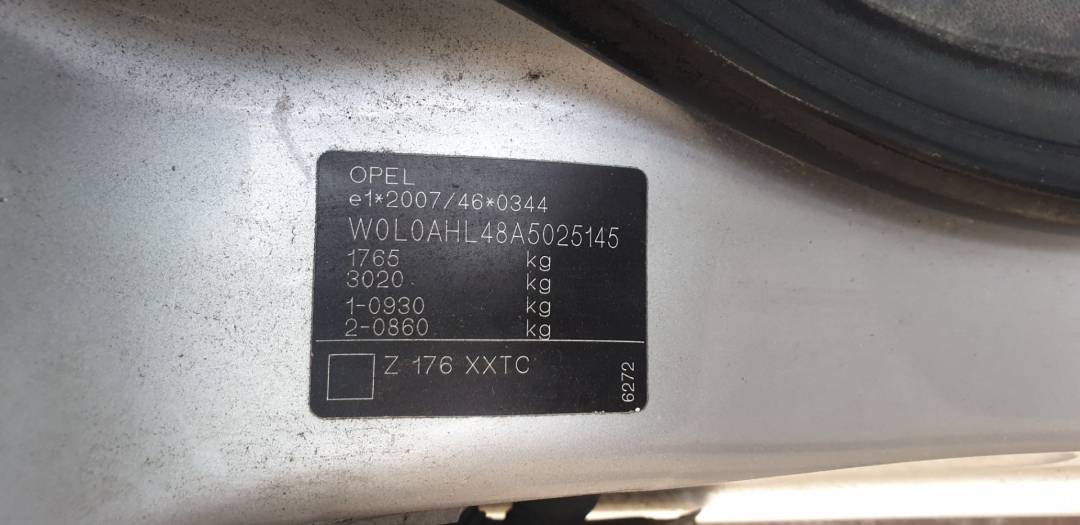 OPEL
e1*2007/46*0344
W0L0AHL48A5025145
1765 kg
3020 kg
1-0930 kg
2-0860 kg
Z 176 XXTC
6272